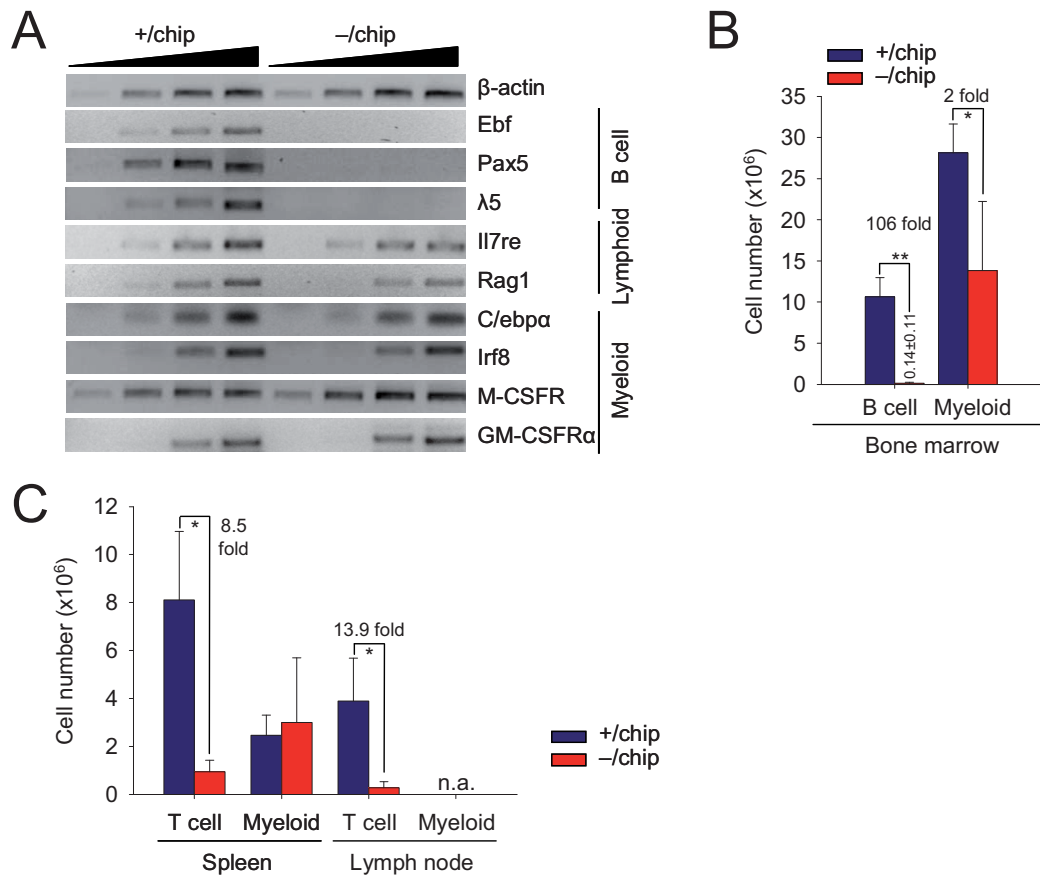 A
+/chip
–/chip
β-actin
Ebf
Pax5
λ5
Il7re
Rag1
C/ebpα
Irf8
M-CSFR
GM-CSFRα
B cell
Lymphoid
Myeloid
B
+/chip
–/chip
Cell number (x10⁶)
35
30
25
20
15
10
5
0
2 fold
*
106 fold
**
0.14±0.11
B cell Myeloid
Bone marrow
C
Cell number (x10⁶)
12
10
8
6
4
2
0
*
8.5
fold
13.9 fold
*
n.a.
T cell Myeloid T cell Myeloid
Spleen Lymph node
+/chip
–/chip